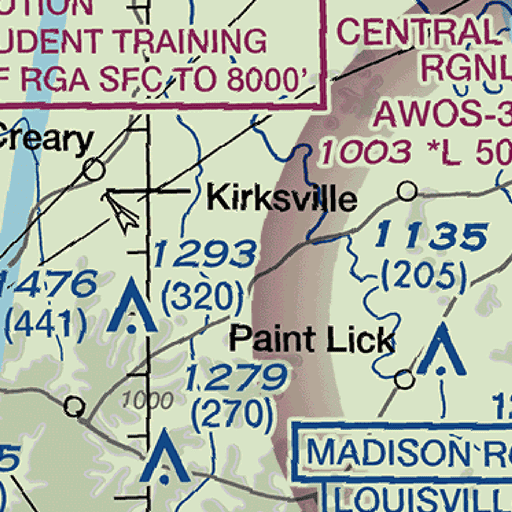 UDENT TRAINING
F RGA SFC TO 8000'
CENTRAL
RGNL
AWOS-3
1003 *L 50
Creary
Kirksville
1135
(205)
1293
(320)
1476
(441)
Paint Lick
1279
(270)
1000
MADISON
LOUISVILL